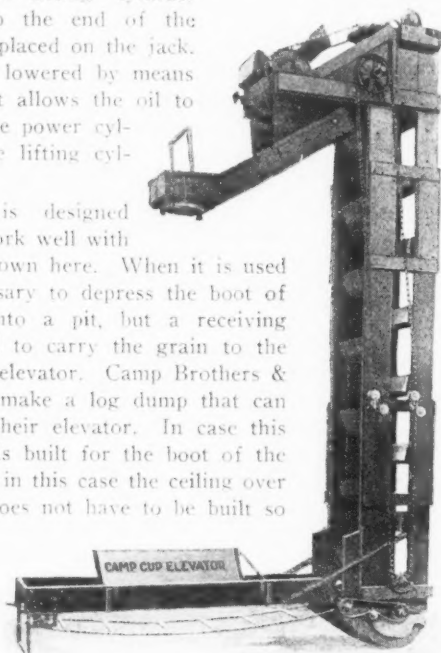 o the end of the
placed on the jack.
lowered by means
t allows the oil to
e power cyl-
e lifting cyl-
is designed
ork well with
own here. When it is used
sary to depress the boot of
nto a pit, but a receiving
to carry the grain to the
elevator. Camp Brothers &
make a log dump that can
heir elevator. In case this
s built for the boot of the
in this case the ceiling over
oes not have to be built so
CAMP CUP ELEVATOR